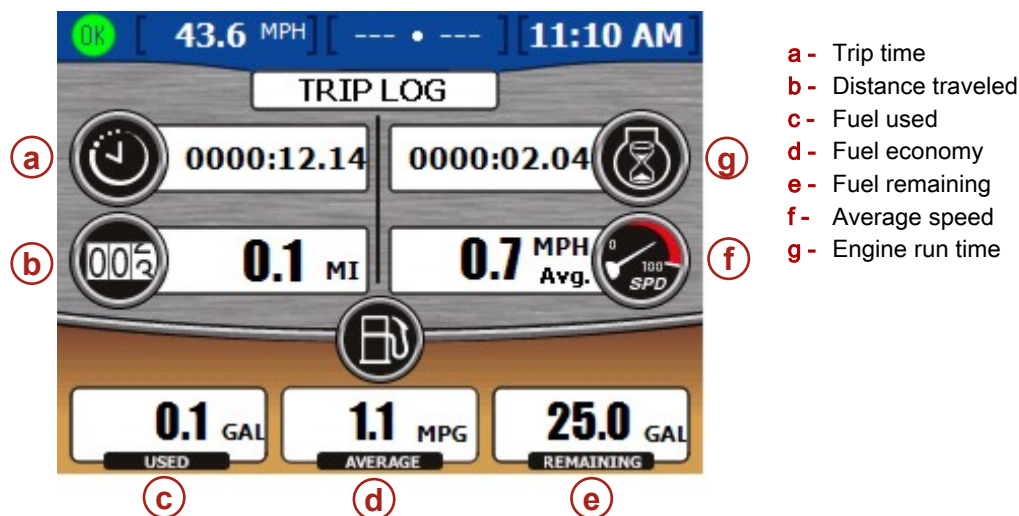 OK [ 43.6 MPH ] [ --- • --- ] [ 11:10 AM ]
TRIP LOG
a 0000:12.14 0000:02.04 g
b 003 0.1 MI 0.7 MPH Avg. 0 100 SPD f
0.1 GAL 1.1 MPG 25.0 GAL
USED AVERAGE REMAINING
c d e
a - Trip time
b - Distance traveled
c - Fuel used
d - Fuel economy
e - Fuel remaining
f - Average speed
g - Engine run time